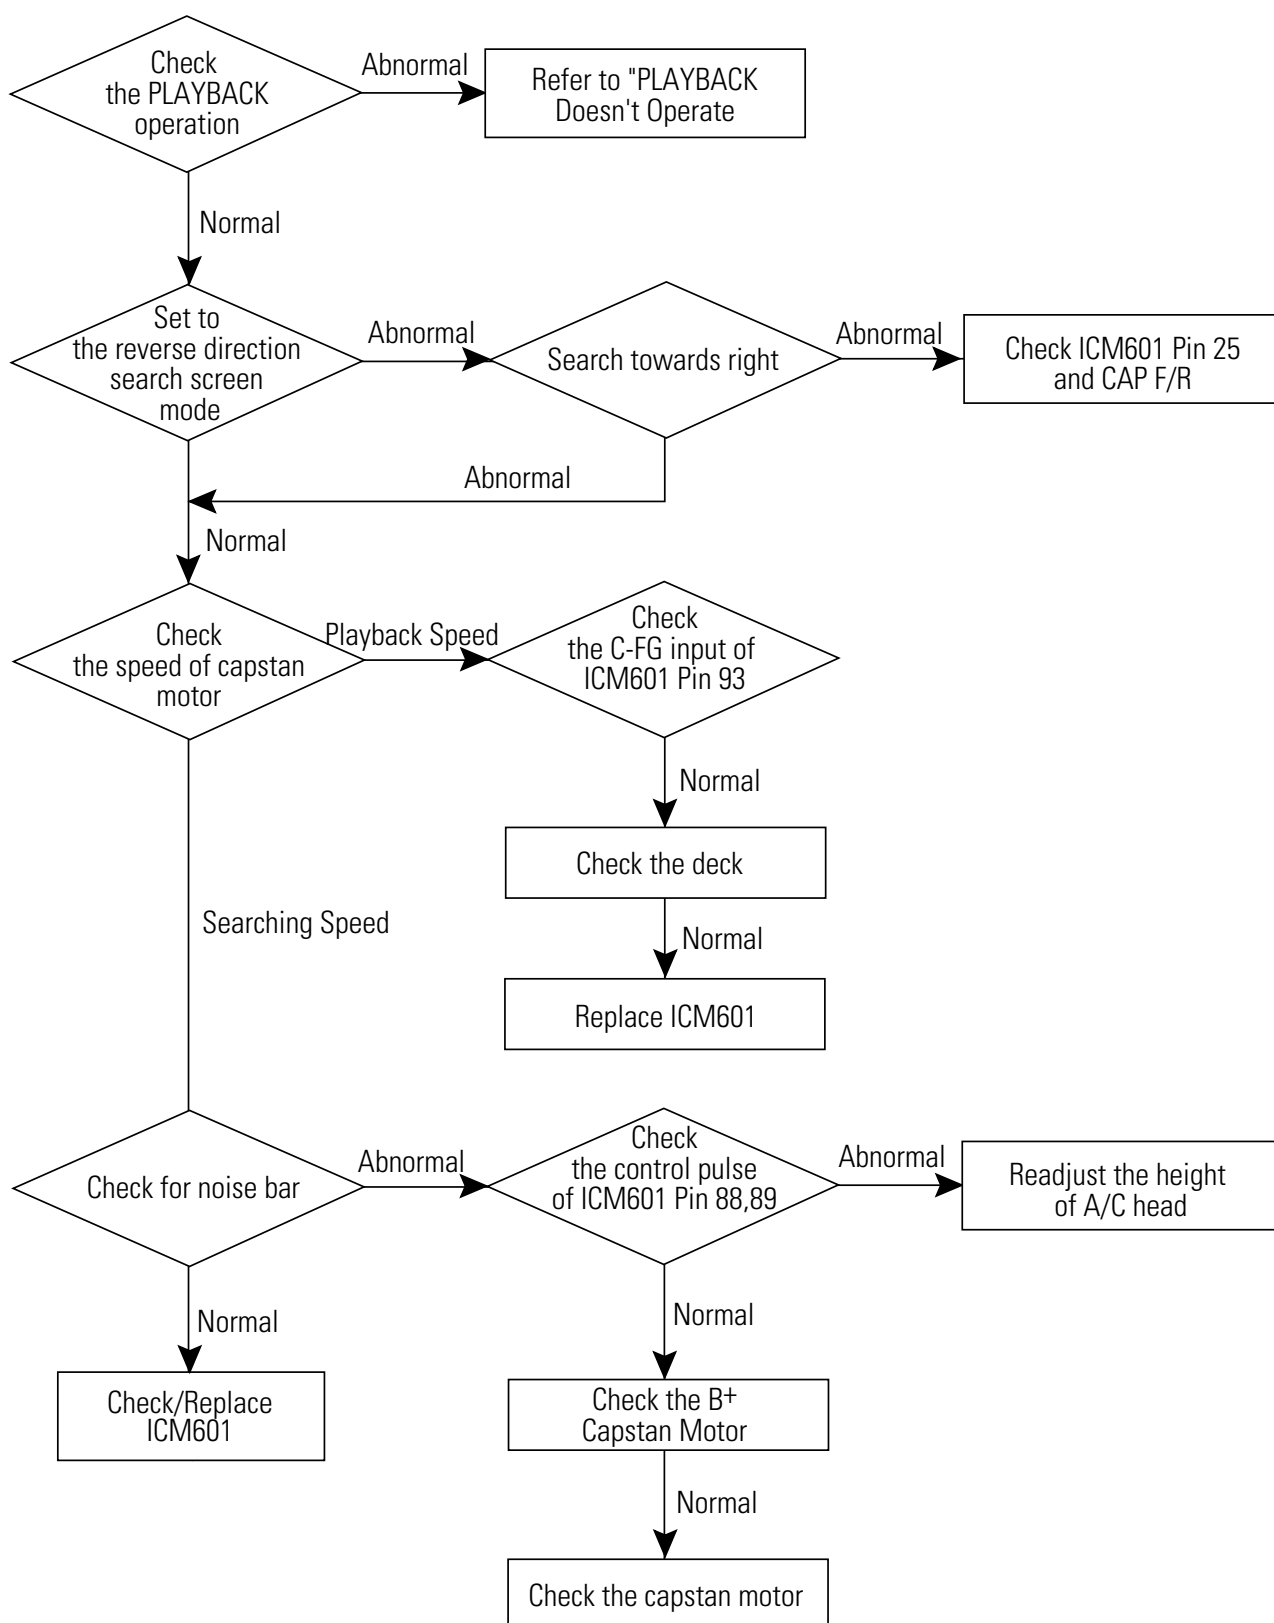 Check
the PLAYBACK
operation
Abnormal
Refer to "PLAYBACK
Doesn't Operate
Normal
Set to
the reverse direction
search screen
mode
Abnormal
Search towards right
Abnormal
Check ICM601 Pin 25
and CAP F/R
Abnormal
Normal
Check
the speed of capstan
motor
Playback Speed
Check
the C-FG input of
ICM601 Pin 93
Normal
Check the deck
Normal
Replace ICM601
Searching Speed
Check for noise bar
Abnormal
Check
the control pulse
of ICM601 Pin 88,89
Abnormal
Readjust the height
of A/C head
Normal
Check/Replace
ICM601
Normal
Check the B+
Capstan Motor
Normal
Check the capstan motor